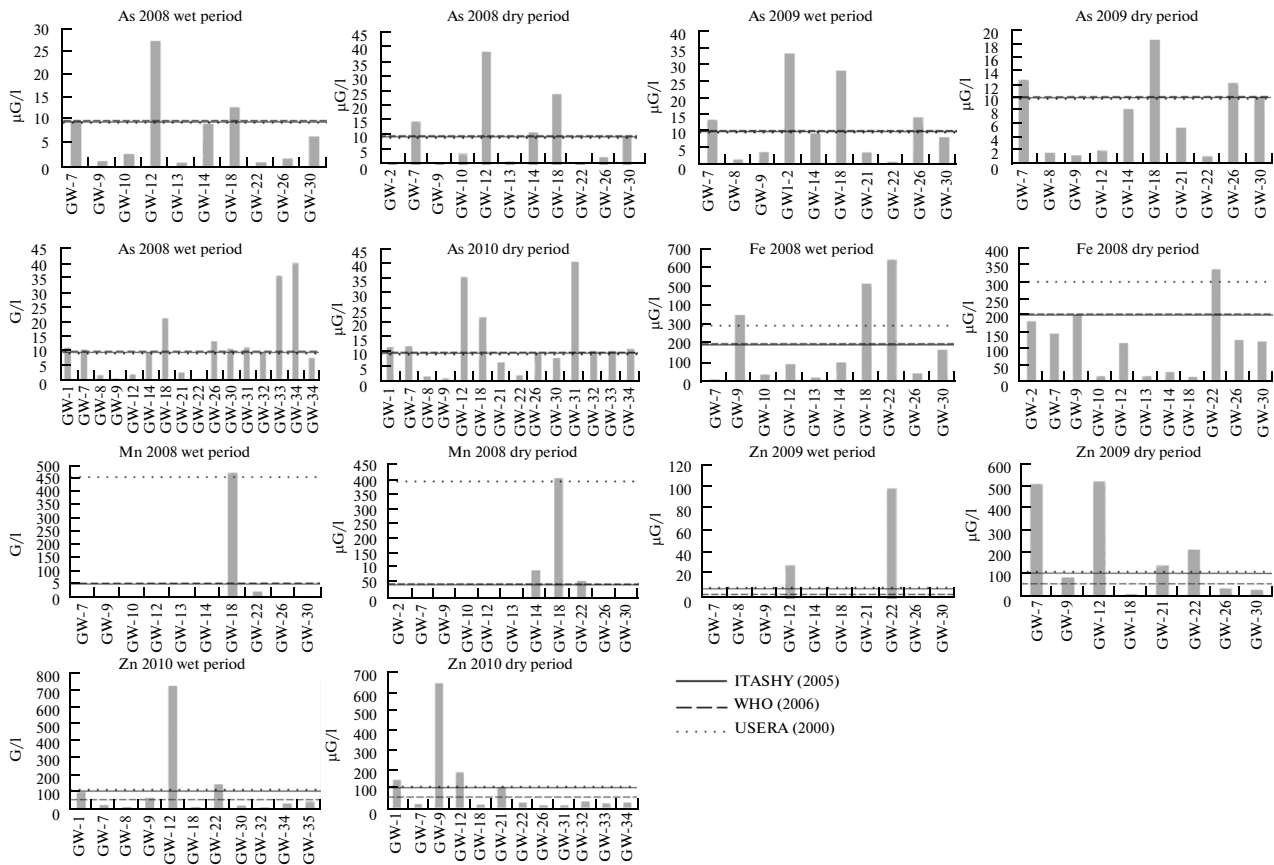 As 2008 wet period
μG/l
30
25
20
15
10
5
0
GW-7
GW-9
GW-10
GW-12
GW-13
GW-14
GW-18
GW-22
GW-26
GW-30
As 2008 dry period
μG/l
45
40
35
30
25
20
15
10
5
0
GW-2
GW-7
GW-9
GW-10
GW-12
GW-13
GW-14
GW-18
GW-22
GW-26
GW-30
As 2009 wet period
μG/l
40
35
30
25
20
15
10
5
0
GW-7
GW-8
GW-9
GW1-2
GW-14
GW-18
GW-21
GW-22
GW-26
GW-30
As 2009 dry period
μG/l
20
18
16
14
12
10
8
6
4
2
0
GW-7
GW-8
GW-9
GW-12
GW-14
GW-18
GW-21
GW-22
GW-26
GW-30
As 2008 wet period
G/l
45
40
35
30
25
20
15
10
5
0
GW-1
GW-7
GW-8
GW-9
GW-12
GW-14
GW-18
GW-21
GW-22
GW-26
GW-30
GW-31
GW-32
GW-33
GW-34
GW-34
As 2010 dry period
μG/l
45
40
35
30
25
20
15
10
5
0
GW-1
GW-7
GW-8
GW-9
GW-12
GW-18
GW-21
GW-22
GW-26
GW-30
GW-31
GW-32
GW-33
GW-34
Fe 2008 wet period
μG/l
700
600
500
400
300
200
100
0
GW-7
GW-9
GW-10
GW-12
GW-13
GW-14
GW-18
GW-22
GW-26
GW-30
Fe 2008 dry period
μG/l
400
350
300
250
200
150
100
50
0
GW-2
GW-7
GW-9
GW-10
GW-12
GW-13
GW-14
GW-18
GW-22
GW-26
GW-30
Mn 2008 wet period
G/l
500
450
400
350
300
250
200
150
100
5
0
GW-7
GW-9
GW-10
GW-12
GW-13
GW-14
GW-18
GW-22
GW-26
GW-30
Mn 2008 dry period
μG/l
450
400
350
300
250
200
150
100
50
0
GW-2
GW-7
GW-9
GW-10
GW-12
GW-13
GW-14
GW-18
GW-22
GW-26
GW-30
Zn 2009 wet period
μG/l
120
100
80
60
40
20
0
GW-7
GW-8
GW-9
GW-12
GW-14
GW-18
GW-21
GW-22
GW-26
GW-30
Zn 2009 dry period
μG/l
600
500
400
300
200
100
0
GW-7
GW-9
GW-12
GW-18
GW-21
GW-22
GW-26
GW-30
Zn 2010 wet period
G/l
800
700
600
500
400
300
200
100
0
GW-1
GW-7
GW-8
GW-9
GW-12
GW-18
GW-22
GW-30
GW-32
GW-34
GW-35
Zn 2010 dry period
μG/l
700
600
500
400
300
200
100
0
GW-1
GW-7
GW-9
GW-12
GW-18
GW-21
GW-22
GW-26
GW-31
GW-32
GW-33
GW-34
ITASHY (2005)
WHO (2006)
USERA (2000)